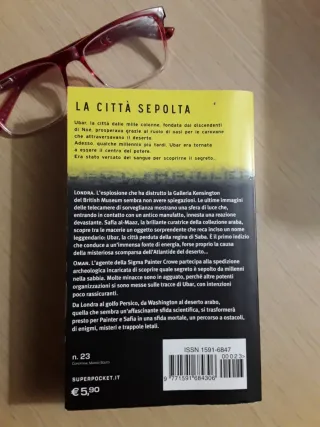 LA CITTÀ SEPOLTA
Ubar, la città dalle mille colonne, fondata dai discendenti
di Noè, prosperava grazie al ruolo di oasi per le carovane
che attraversavano il deserto.
Adesso, qualche millennio più tardi, Ubar era tornata
a essere il centro del potere.
Era stato versato del sangue per scoprirne il segreto...
LONDRA. L'esplosione che ha distrutto la Galleria Kensington
del British Museum sembra non avere spiegazioni. Le ultime immagini
delle telecamere di sorveglianza mostrano una sfera di luce che,
entrando in contatto con un antico manufatto, innesta una reazione
devastante. Safia al-Maaz, la brillante curatrice della collezione araba,
scopre tra le macerie un oggetto sorprendente che reca inciso un nome
leggendario: Ubar, la città perduta della regina di Saba. È il primo indizio
che conduce a un'immensa fonte di energia, forse proprio la causa
della misteriosa scomparsa dell'Atlantide del deserto...
OMAN. L'agente della Sigma Painter Crowe partecipa alla spedizione
archeologica incaricata di scoprire quale segreto è sepolto da millenni
nella sabbia. Molte minacce sono in agguato, perché altre potenti
organizzazioni si sono messe sulle tracce di Ubar, con intenzioni
poco rassicuranti.
Da Londra al golfo Persico, da Washington al deserto arabo,
quella che sembra un'affascinante sfida scientifica, si trasformerà
presto per Painter e Safia in una sfida mortale, un percorso a ostacoli,
di enigmi, misteri e trappole letali.
n. 23
SUPERPOCKET.IT
€ 5,90
ISSN 1591-6847
00023
9 771591 684306